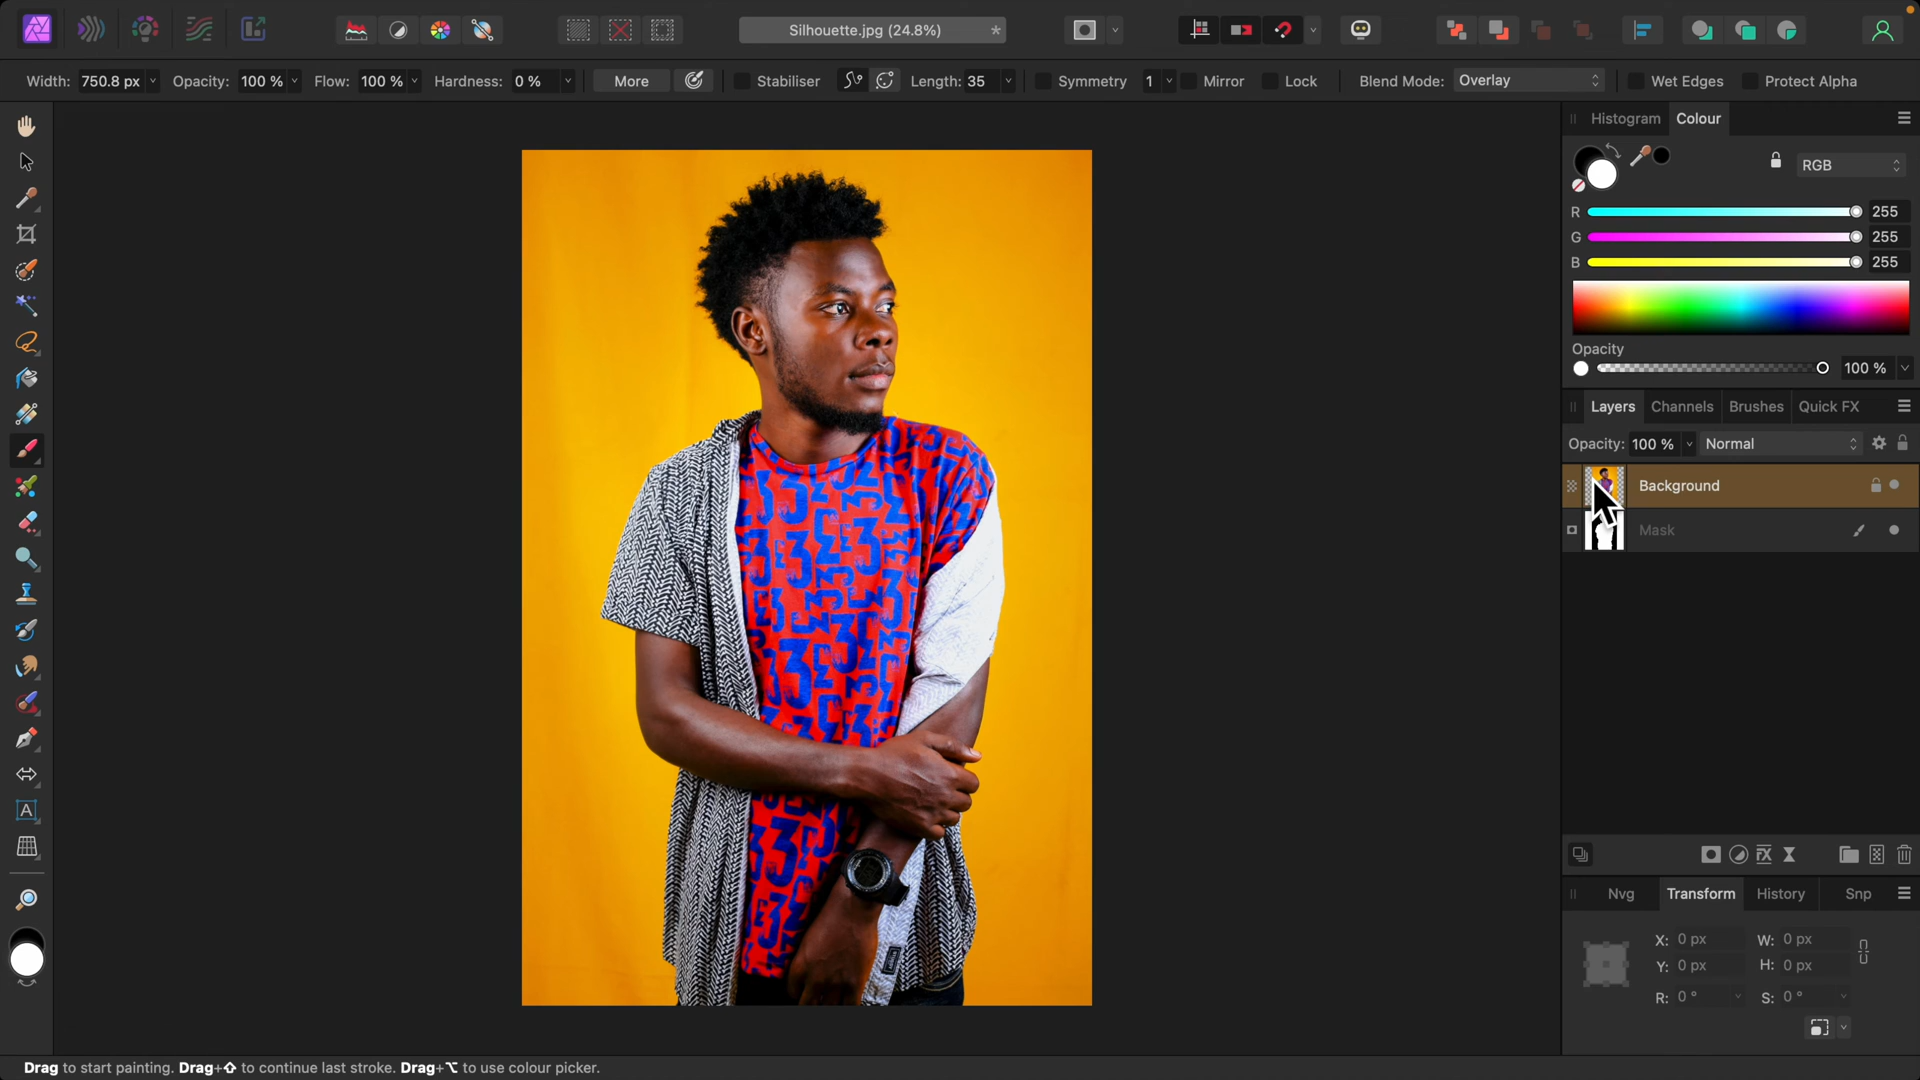 Silhouette.jpg (24.8%)
*
Width: 750.8 px Opacity: 100 % Flow: 100 % Hardness: 0 % More Stabiliser Length: 35 Symmetry 1 Mirror Lock Blend Mode: Overlay Wet Edges Protect Alpha
Histogram Colour
RGB
R 255
G 255
B 255
Opacity
100 %
Layers Channels Brushes Quick FX
Opacity: 100 % Normal
Background
Mask
Nvg Transform History Snp
X: 0 px W: 0 px
Y: 0 px H: 0 px
R: 0 ° S: 0 °
Drag to start painting. Drag+⇧ to continue last stroke. Drag+⌥ to use colour picker.